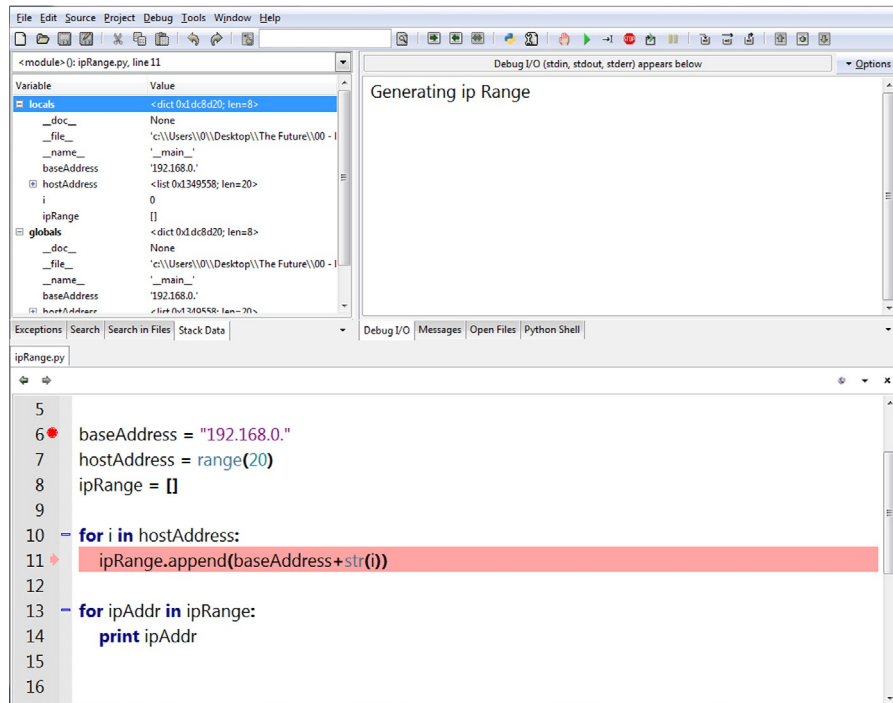 File Edit Source Project Debug Tools Window Help
<module>(): ipRange.py, line 11
Variable Value
locals <dict 0x1dc8d20; len=8>
__doc__ None
__file__ 'c:\\Users\\0\\Desktop\\The Future\\00 - I
__name__ '__main__'
baseAddress '192.168.0.'
hostAddress <list 0x1349558; len=20>
i 0
ipRange []
globals <dict 0x1dc8d20; len=8>
__doc__ None
__file__ 'c:\\Users\\0\\Desktop\\The Future\\00 - I
__name__ '__main__'
baseAddress '192.168.0.'
hostAddress <list 0x1349558; len=20>
Exceptions Search Search in Files Stack Data
Debug I/O (stdin, stdout, stderr) appears below Options
Generating ip Range
Debug I/O Messages Open Files Python Shell
ipRange.py
5
6 baseAddress = "192.168.0."
7 hostAddress = range(20)
8 ipRange = []
9
10 for i in hostAddress:
11 ipRange.append(baseAddress+str(i))
12
13 for ipAddr in ipRange:
14 print ipAddr
15
16